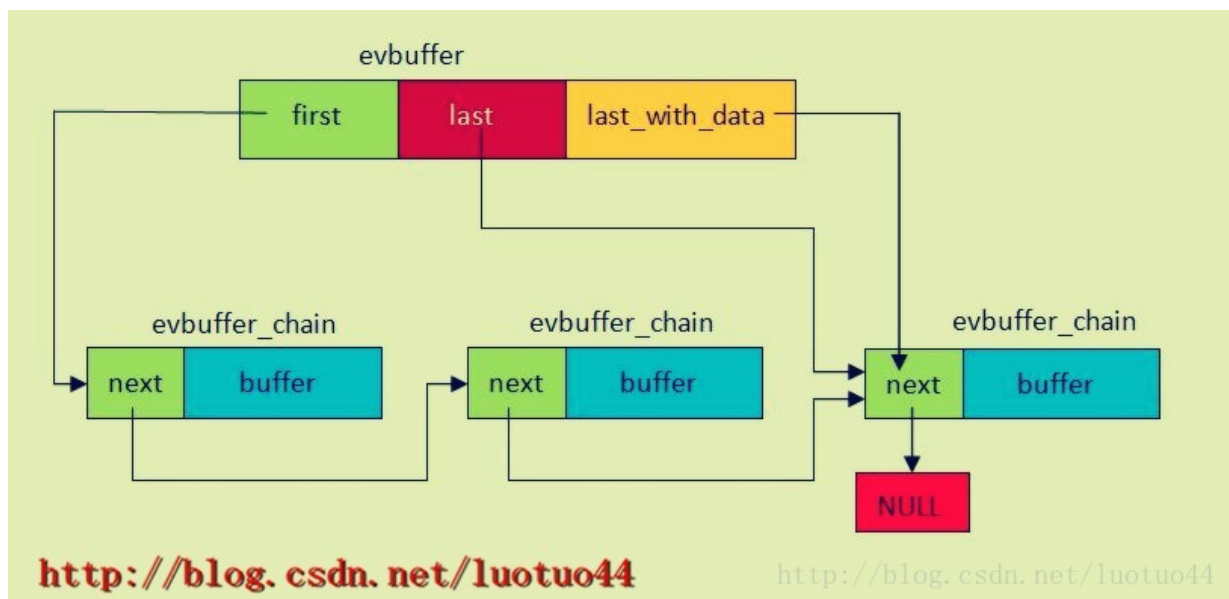 evbuffer
first last last_with_data
evbuffer_chain evbuffer_chain evbuffer_chain
next buffer next buffer next buffer
NULL
http://blog.csdn.net/luotuo44 http://blog.csdn.net/luotuo44